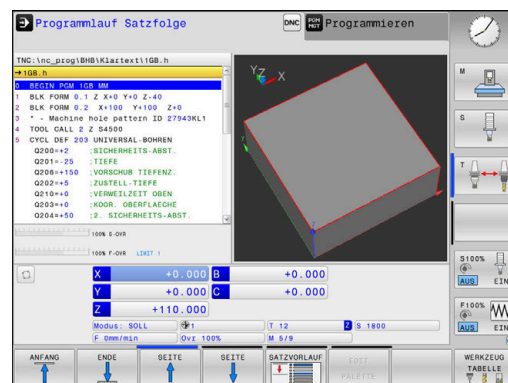 Programmlauf Satzfolge
DNC
PGM MGT
Programmieren
TNC:\nc_prog\BHB\Klartext\1GB.h
→1GB.h
0 BEGIN PGM 1GB MM
1 BLK FORM 0.1 Z X+0 Y+0 Z-40
2 BLK FORM 0.2 X+100 Y+100 Z+0
3 * - Machine hole pattern ID 27943KL1
4 TOOL CALL 2 Z S4500
5 CYCL DEF 203 UNIVERSAL-BOHREN
Q200=+2 ;SICHERHEITS-ABST.
Q201=-25 ;TIEFE
Q206=+150 ;VORSCHUB TIEFENZ.
Q202=+5 ;ZUSTELL-TIEFE
Q210=+0 ;VERWEILZEIT OBEN
Q203=+0 ;KOOR. OBERFLAECHE
Q204=+50 ;2. SICHERHEITS-ABST.
Y Z X
Y
Z
X
M
S
T
100% S-OVR
100% F-OVR LIMIT 1
X +0.000 B +0.000
Y +0.000 C +0.000
Z +110.000
Modus: SOLL 1 T 12 Z S 1800
F 0mm/min Ovr 100% M 5/9
S100%
AUS EIN
F100%
AUS EIN
ANFANG
ENDE
SEITE
SEITE
SATZVORLAUF
EDIT
PALETTE
WERKZEUG
TABELLE